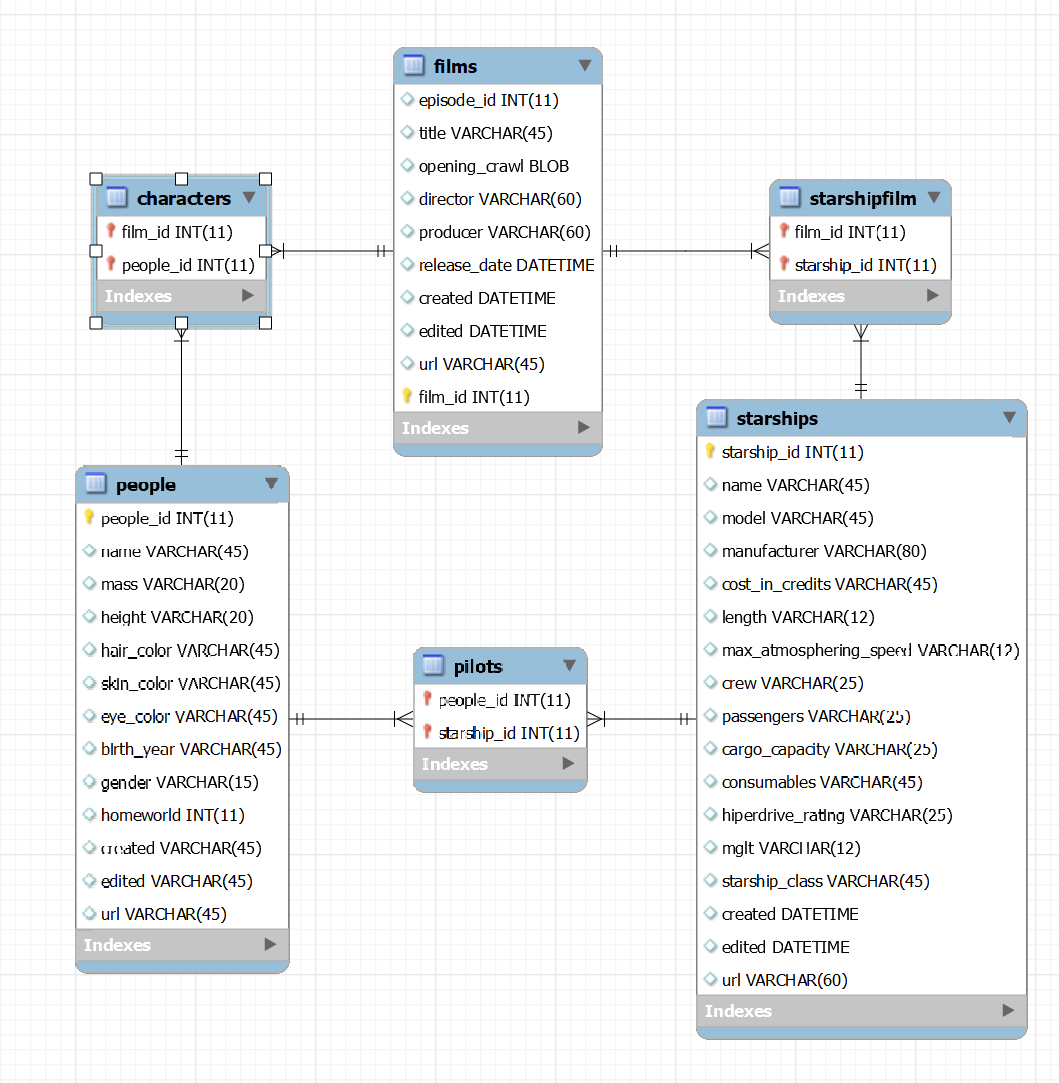 films
episode_id INT(11)
title VARCHAR(45)
opening_crawl BLOB
director VARCHAR(60)
producer VARCHAR(60)
release_date DATETIME
created DATETIME
edited DATETIME
url VARCHAR(45)
film_id INT(11)
Indexes
characters
film_id INT(11)
people_id INT(11)
Indexes
starshipfilm
film_id INT(11)
starship_id INT(11)
Indexes
people
people_id INT(11)
name VARCHAR(45)
mass VARCHAR(20)
height VARCHAR(20)
hair_color VARCHAR(45)
skin_color VARCHAR(45)
eye_color VARCHAR(45)
birth_year VARCHAR(45)
gender VARCHAR(15)
homeworld INT(11)
created VARCHAR(45)
edited VARCHAR(45)
url VARCHAR(45)
Indexes
pilots
people_id INT(11)
starship_id INT(11)
Indexes
starships
starship_id INT(11)
name VARCHAR(45)
model VARCHAR(45)
manufacturer VARCHAR(80)
cost_in_credits VARCHAR(45)
length VARCHAR(12)
max_atmosphering_speed VARCHAR(12)
crew VARCHAR(25)
passengers VARCHAR(25)
cargo_capacity VARCHAR(25)
consumables VARCHAR(45)
hiperdrive_rating VARCHAR(25)
mglt VARCHAR(12)
starship_class VARCHAR(45)
created DATETIME
edited DATETIME
url VARCHAR(60)
Indexes